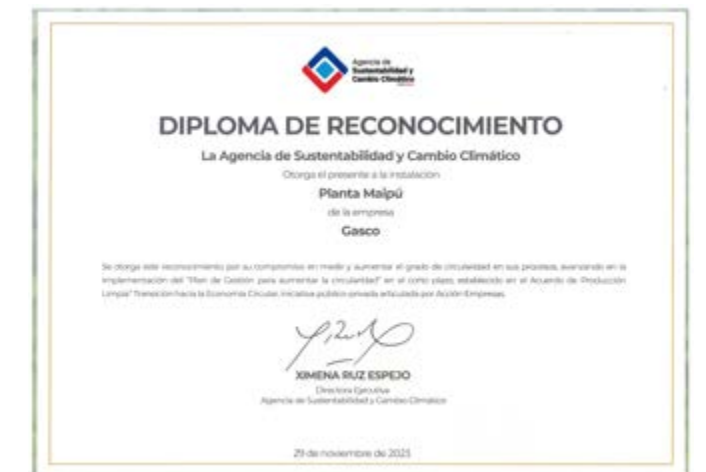 Agencia de
Sustentabilidad y
Cambio Climático
DIPLOMA DE RECONOCIMIENTO
La Agencia de Sustentabilidad y Cambio Climático
Otorga el presente a la instalación
Planta Maipú
de la empresa
Gasco
Se otorga este reconocimiento por su compromiso en medir y aumentar el grado de circularidad en sus procesos, avanzando en la
implementación del "Plan de Gestión para aumentar la circularidad" en el corto plazo, establecido en el Acuerdo de Producción
Limpia" Transición hacia la Economía Circular, iniciativa público-privada articulada por Acción Empresas.
XIMENA RUZ ESPEJO
Directora Ejecutiva
Agencia de Sustentabilidad y Cambio Climático
29 de noviembre de 2023